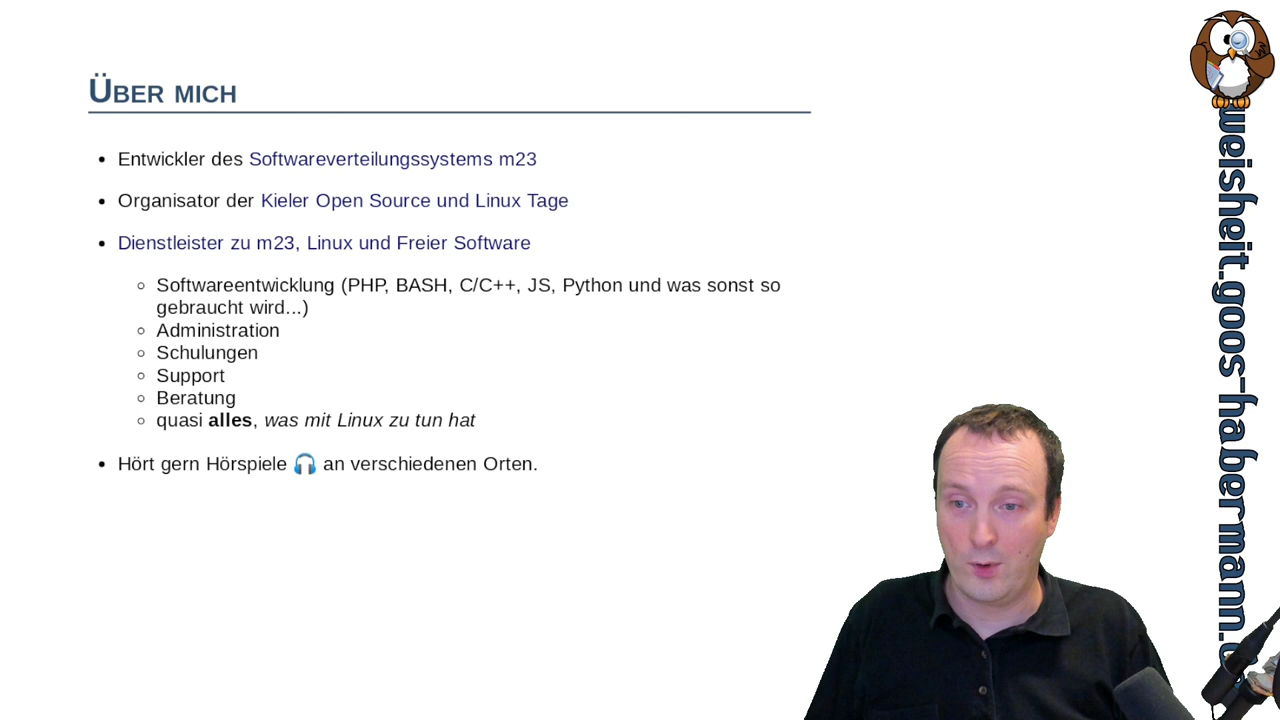 Über mich
Entwickler des Softwareverteilungssystems m23
Organisator der Kieler Open Source und Linux Tage
Dienstleister zu m23, Linux und Freier Software
Softwareentwicklung (PHP, BASH, C/C++, JS, Python und was sonst so
gebraucht wird...)
Administration
Schulungen
Support
Beratung
quasi alles, was mit Linux zu tun hat
Hört gern Hörspiele 🎧 an verschiedenen Orten.
weisheit.goos-habermann.